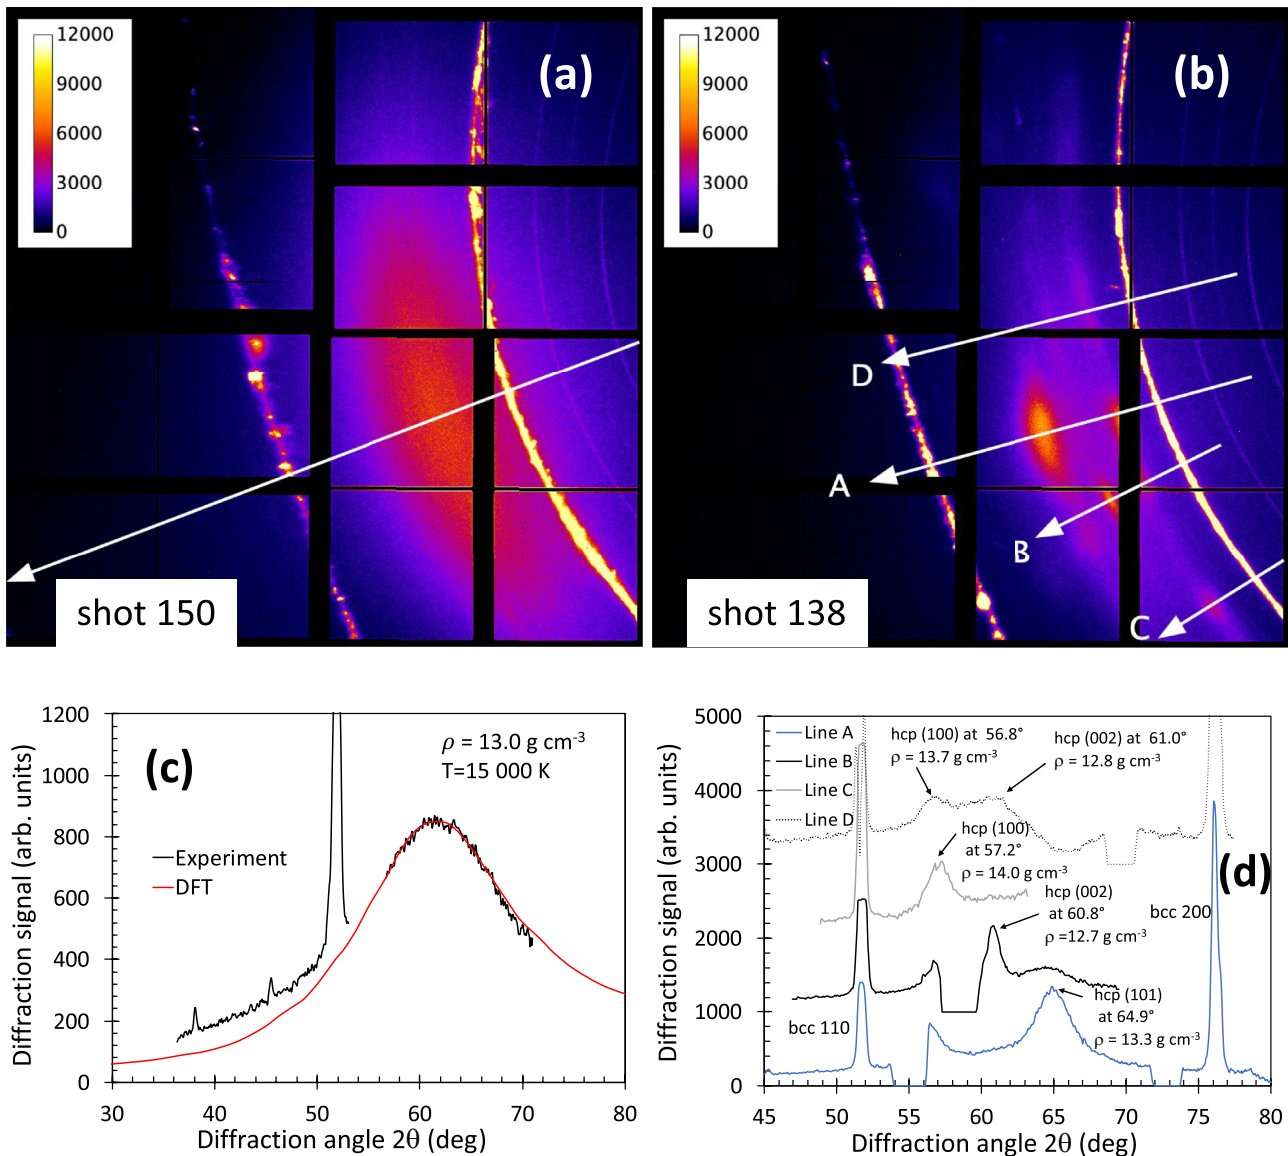 12000
9000
6000
3000
0
(a)
shot 150
12000
9000
6000
3000
0
(b)
D
A
B
C
shot 138
Diffraction signal (arb. units)
1200
1000
800
600
400
200
0
(c)
ρ = 13.0 g cm-3
T=15 000 K
Experiment
DFT
30
40
50
60
70
80
Diffraction angle 2θ (deg)
Diffraction signal (arb. units)
5000
4000
3000
2000
1000
0
Line A
Line B
Line C
Line D
hcp (100) at 56.8°
ρ = 13.7 g cm-3
hcp (002) at 61.0°
ρ = 12.8 g cm-3
hcp (100)
at 57.2°
ρ = 14.0 g cm-3
(d)
hcp (002)
at 60.8°
ρ =12.7 g cm-3
bcc 200
bcc 110
hcp (101)
at 64.9°
ρ = 13.3 g cm-3
45
50
55
60
65
70
75
80
Diffraction angle 2θ (deg)